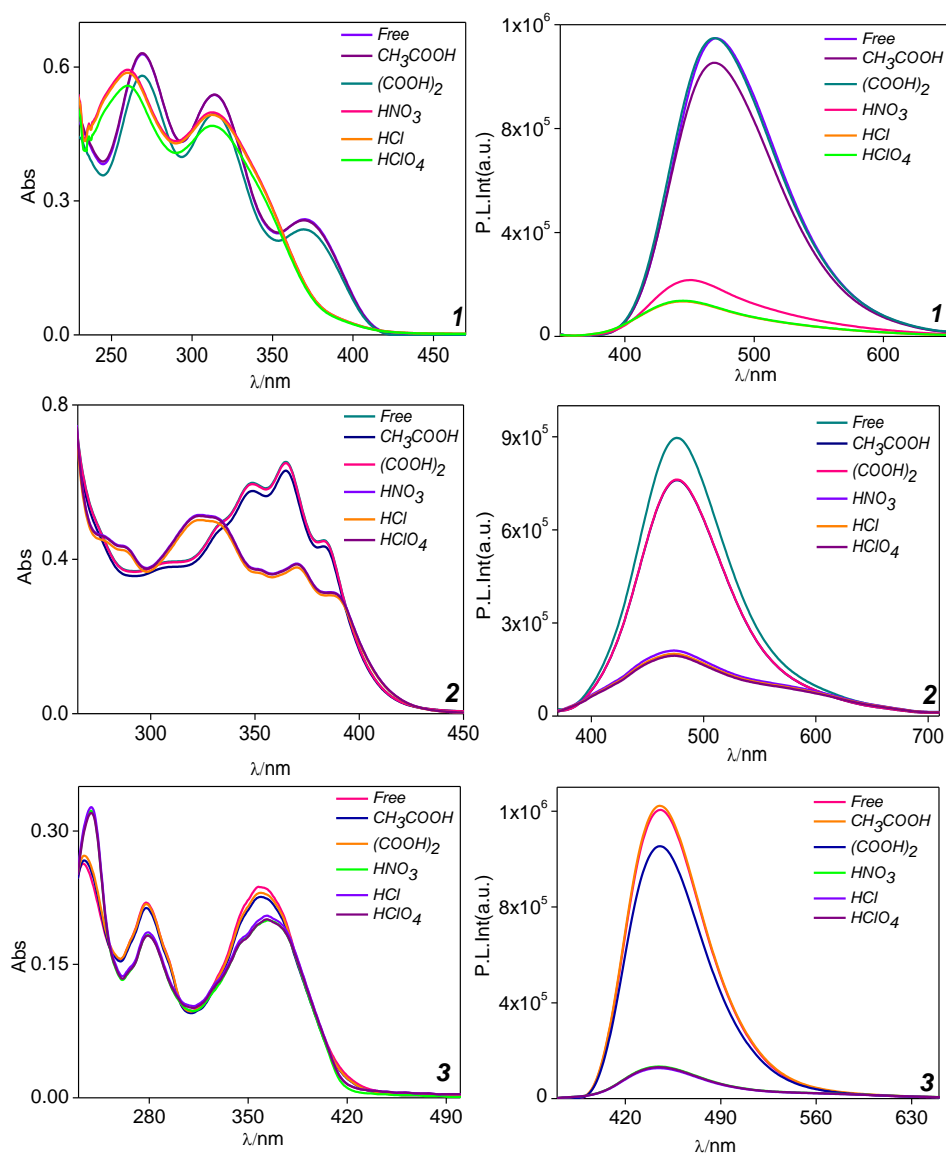 0.6
0.3
0.0
Abs
250 300 350 400 450
λ/nm
Free
CH3COOH
(COOH)2
HNO3
HCl
HClO4
1
1x10^6
8x10^5
4x10^5
0
P.L.Int(a.u.)
400 500 600
λ/nm
Free
CH3COOH
(COOH)2
HNO3
HCl
HClO4
1
0.8
0.4
0.0
Abs
300 350 400 450
λ/nm
Free
CH3COOH
(COOH)2
HNO3
HCl
HClO4
2
9x10^5
6x10^5
3x10^5
0
P.L.Int(a.u.)
400 500 600 700
λ/nm
Free
CH3COOH
(COOH)2
HNO3
HCl
HClO4
2
0.30
0.15
0.00
Abs
280 350 420 490
λ/nm
Free
CH3COOH
(COOH)2
HNO3
HCl
HClO4
3
1x10^6
8x10^5
4x10^5
0
P.L.Int(a.u.)
420 490 560 630
λ/nm
Free
CH3COOH
(COOH)2
HNO3
HCl
HClO4
3